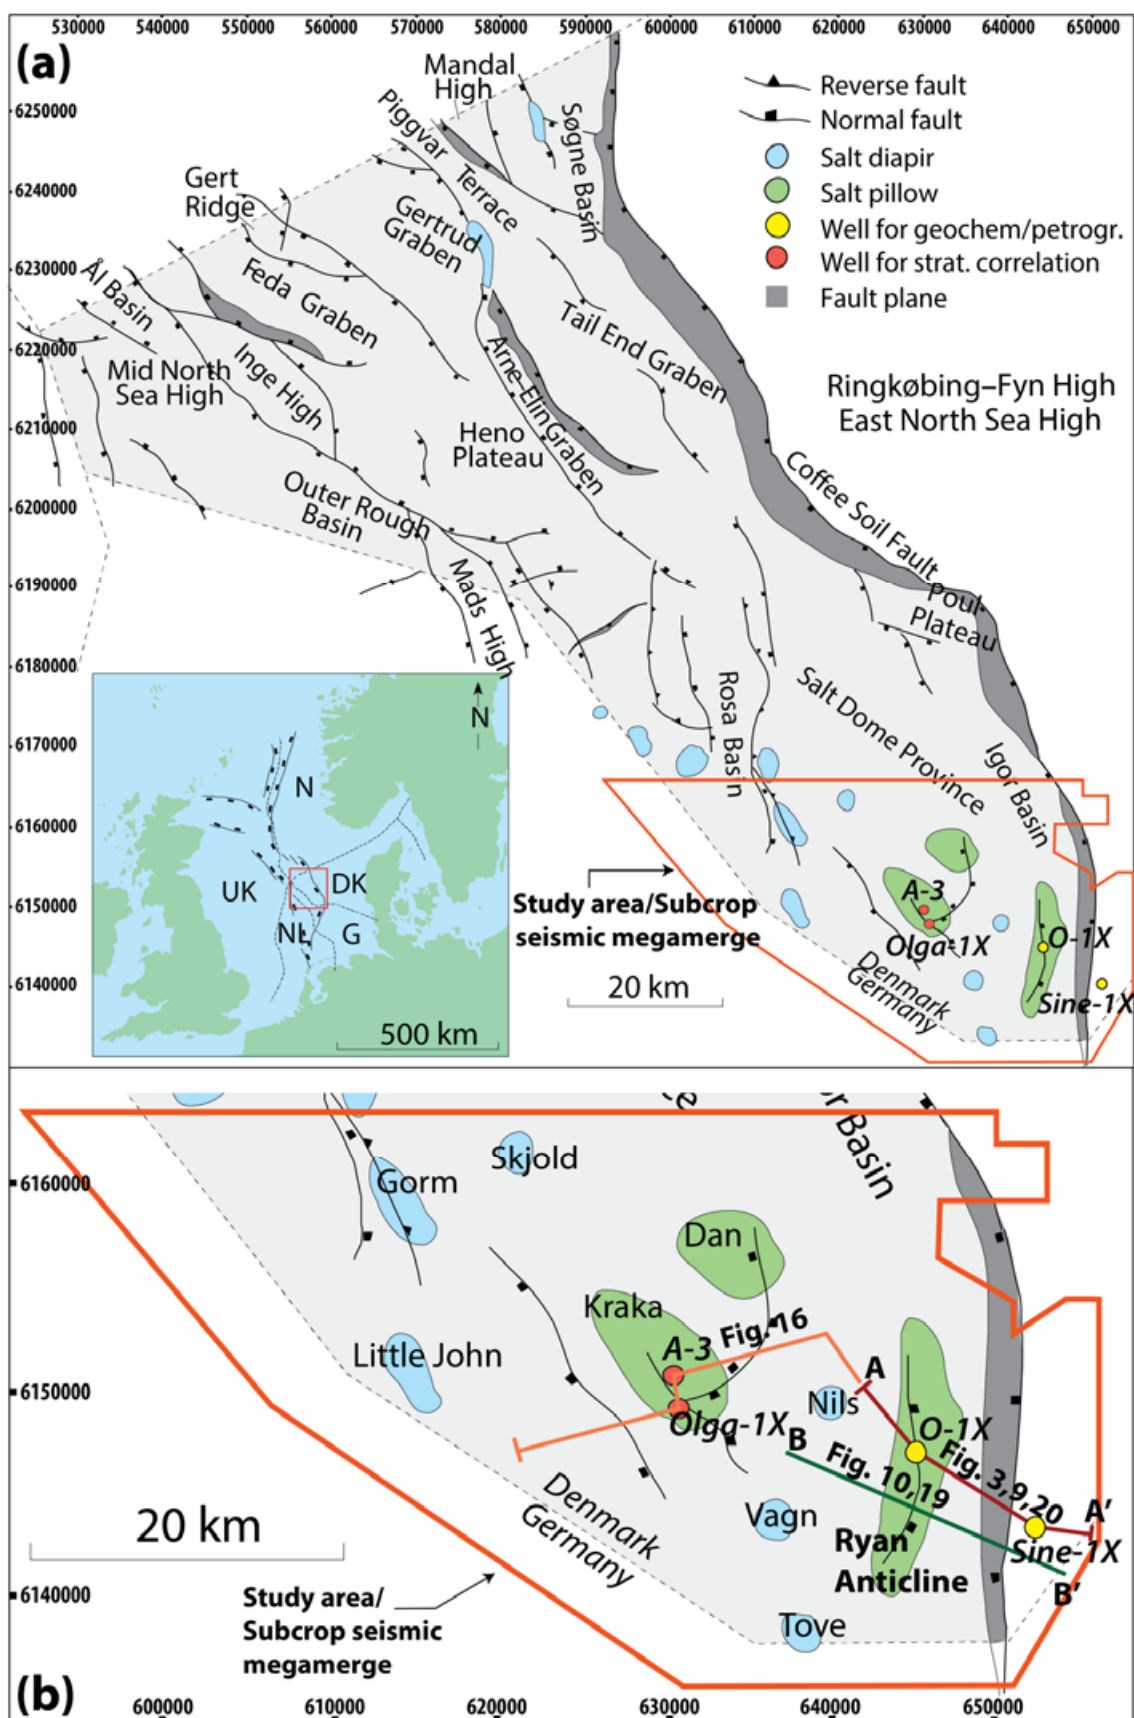 530000 540000 550000 560000 570000 580000 590000 600000 610000 620000 630000 640000 650000
(a)
Mandal
High
Reverse fault
Normal fault
Salt diapir
Salt pillow
Well for geochem/petrogr.
Well for strat. correlation
Fault plane
6250000
6240000
6230000
6220000
6210000
6200000
6190000
6180000
6170000
6160000
6150000
6140000
Piggvar
Terrace
Søgne Basin
Gert
Ridge
Gertrud
Graben
Ål Basin
Feda Graben
Tail End Graben
Mid North
Sea High
Inge High
Arne-Elin Graben
Ringkøbing–Fyn High
East North Sea High
Heno
Plateau
Outer Rough
Basin
Coffee Soil Fault
Mads High
Poul
Plateau
Rosa Basin
Salt Dome Province
Igor Basin
N
N
UK
DK
NL
G
500 km
Study area/Subcrop
seismic megamerge
20 km
A-3
Olga-1X
O-1X
Sine-1X
Denmark
Germany
or Basin
6160000
6150000
6140000
Skjold
Gorm
Dan
Kraka
A-3
Fig. 16
Little John
A
Nils
Olga-1X
B
O-1X
Fig. 10,19
Fig. 3,9,20
A'
Vagn
Ryan
Anticline
Sine-1X
B'
Denmark
Germany
20 km
Tove
Study area/
Subcrop seismic
megamerge
(b)
600000 610000 620000 630000 640000 650000